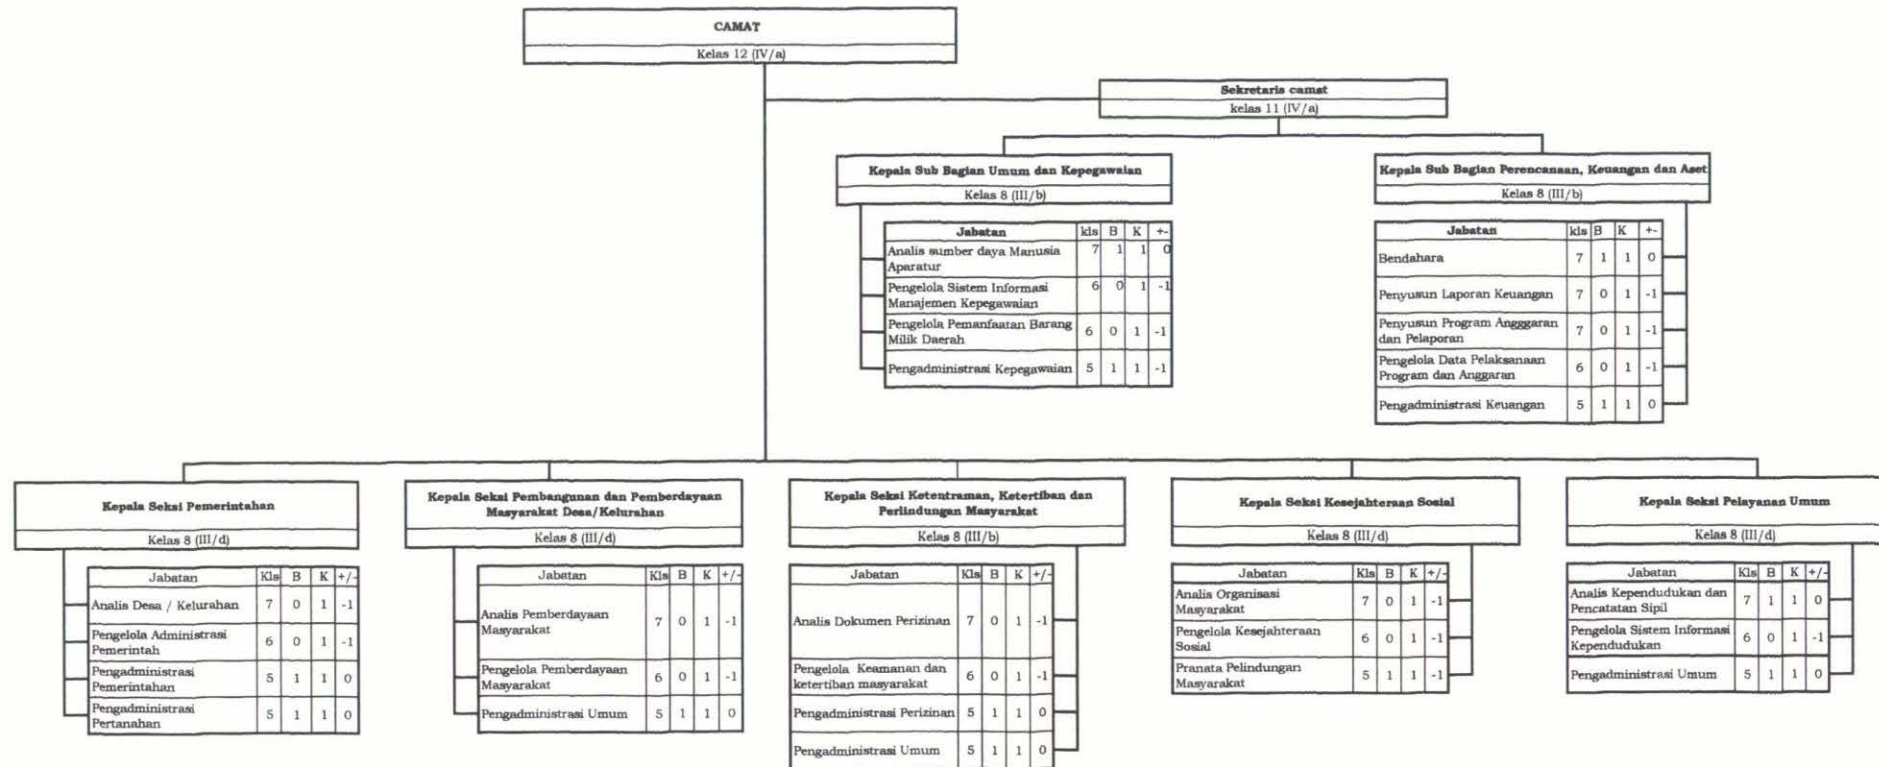 CAMAT
Kelas 12 (IV/a)
Sekretaris camat
kelas 11 (IV/a)
Kepala Sub Bagian Umum dan Kepegawaian
Kelas 8 (III/b)
Jabatan kls B K +-
Analis sumber daya Manusia
Aparatur 7 1 1 0
Pengelola Sistem Informasi
Manajemen Kepegawaian 6 0 1 -1
Pengelola Pemanfaatan Barang
Milik Daerah 6 0 1 -1
Pengadministrasi Kepegawaian 5 1 1 -1
Kepala Sub Bagian Perencanaan, Keuangan dan Aset
Kelas 8 (III/b)
Jabatan kls B K +-
Bendahara 7 1 1 0
Penyusun Laporan Keuangan 7 0 1 -1
Penyusun Program Angggaran
dan Pelaporan 7 0 1 -1
Pengelola Data Pelaksanaan
Program dan Anggaran 6 0 1 -1
Pengadministrasi Keuangan 5 1 1 0
Kepala Seksi Pemerintahan
Kelas 8 (III/d)
Jabatan Kls B K +/-
Analis Desa / Kelurahan 7 0 1 -1
Pengelola Administrasi
Pemerintah 6 0 1 -1
Pengadministrasi
Pemerintahan 5 1 1 0
Pengadministrasi
Pertanahan 5 1 1 0
Kepala Seksi Pembangunan dan Pemberdayaan
Masyarakat Desa/Kelurahan
Kelas 8 (III/d)
Jabatan Kls B K +/-
Analis Pemberdayaan
Masyarakat 7 0 1 -1
Pengelola Pemberdayaan
Masyarakat 6 0 1 -1
Pengadministrasi Umum 5 1 1 0
Kepala Seksi Ketentraman, Ketertiban dan
Perlindungan Masyarakat
Kelas 8 (III/b)
Jabatan Kls B K +/-
Analis Dokumen Perizinan 7 0 1 -1
Pengelola Keamanan dan
ketertiban masyarakat 6 0 1 -1
Pengadministrasi Perizinan 5 1 1 0
Pengadministrasi Umum 5 1 1 0
Kepala Seksi Kesejahteraan Sosial
Kelas 8 (III/d)
Jabatan Kls B K +/-
Analis Organisasi
Masyarakat 7 0 1 -1
Pengelola Kesejahteraan
Sosial 6 0 1 -1
Pranata Pelindungan
Masyarakat 5 1 1 -1
Kepala Seksi Pelayanan Umum
Kelas 8 (III/d)
Jabatan Kls B K +/-
Analis Kependudukan dan
Pencatatan Sipil 7 1 1 0
Pengelola Sistem Informasi
Kependudukan 6 0 1 -1
Pengadministrasi Umum 5 1 1 0